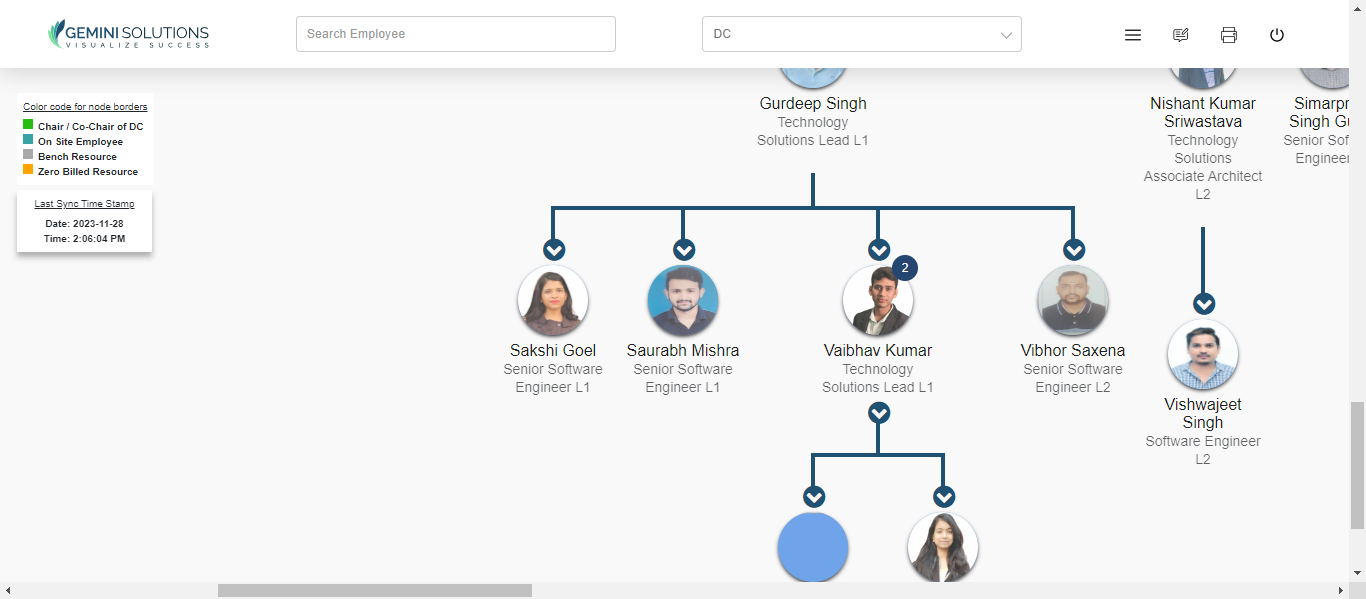 GEMINI SOLUTIONS
VISUALIZE SUCCESS
Search Employee
DC
Color code for node borders
Chair / Co-Chair of DC
On Site Employee
Bench Resource
Zero Billed Resource
Last Sync Time Stamp
Date: 2023-11-28
Time: 2:06:04 PM
Gurdeep Singh
Technology
Solutions Lead L1
Nishant Kumar
Sriwastava
Technology
Solutions
Associate Architect
L2
Simarpr
Singh Gu
Senior Sof
Engineer
Sakshi Goel
Senior Software
Engineer L1
Saurabh Mishra
Senior Software
Engineer L1
2
Vaibhav Kumar
Technology
Solutions Lead L1
Vibhor Saxena
Senior Software
Engineer L2
Vishwajeet
Singh
Software Engineer
L2